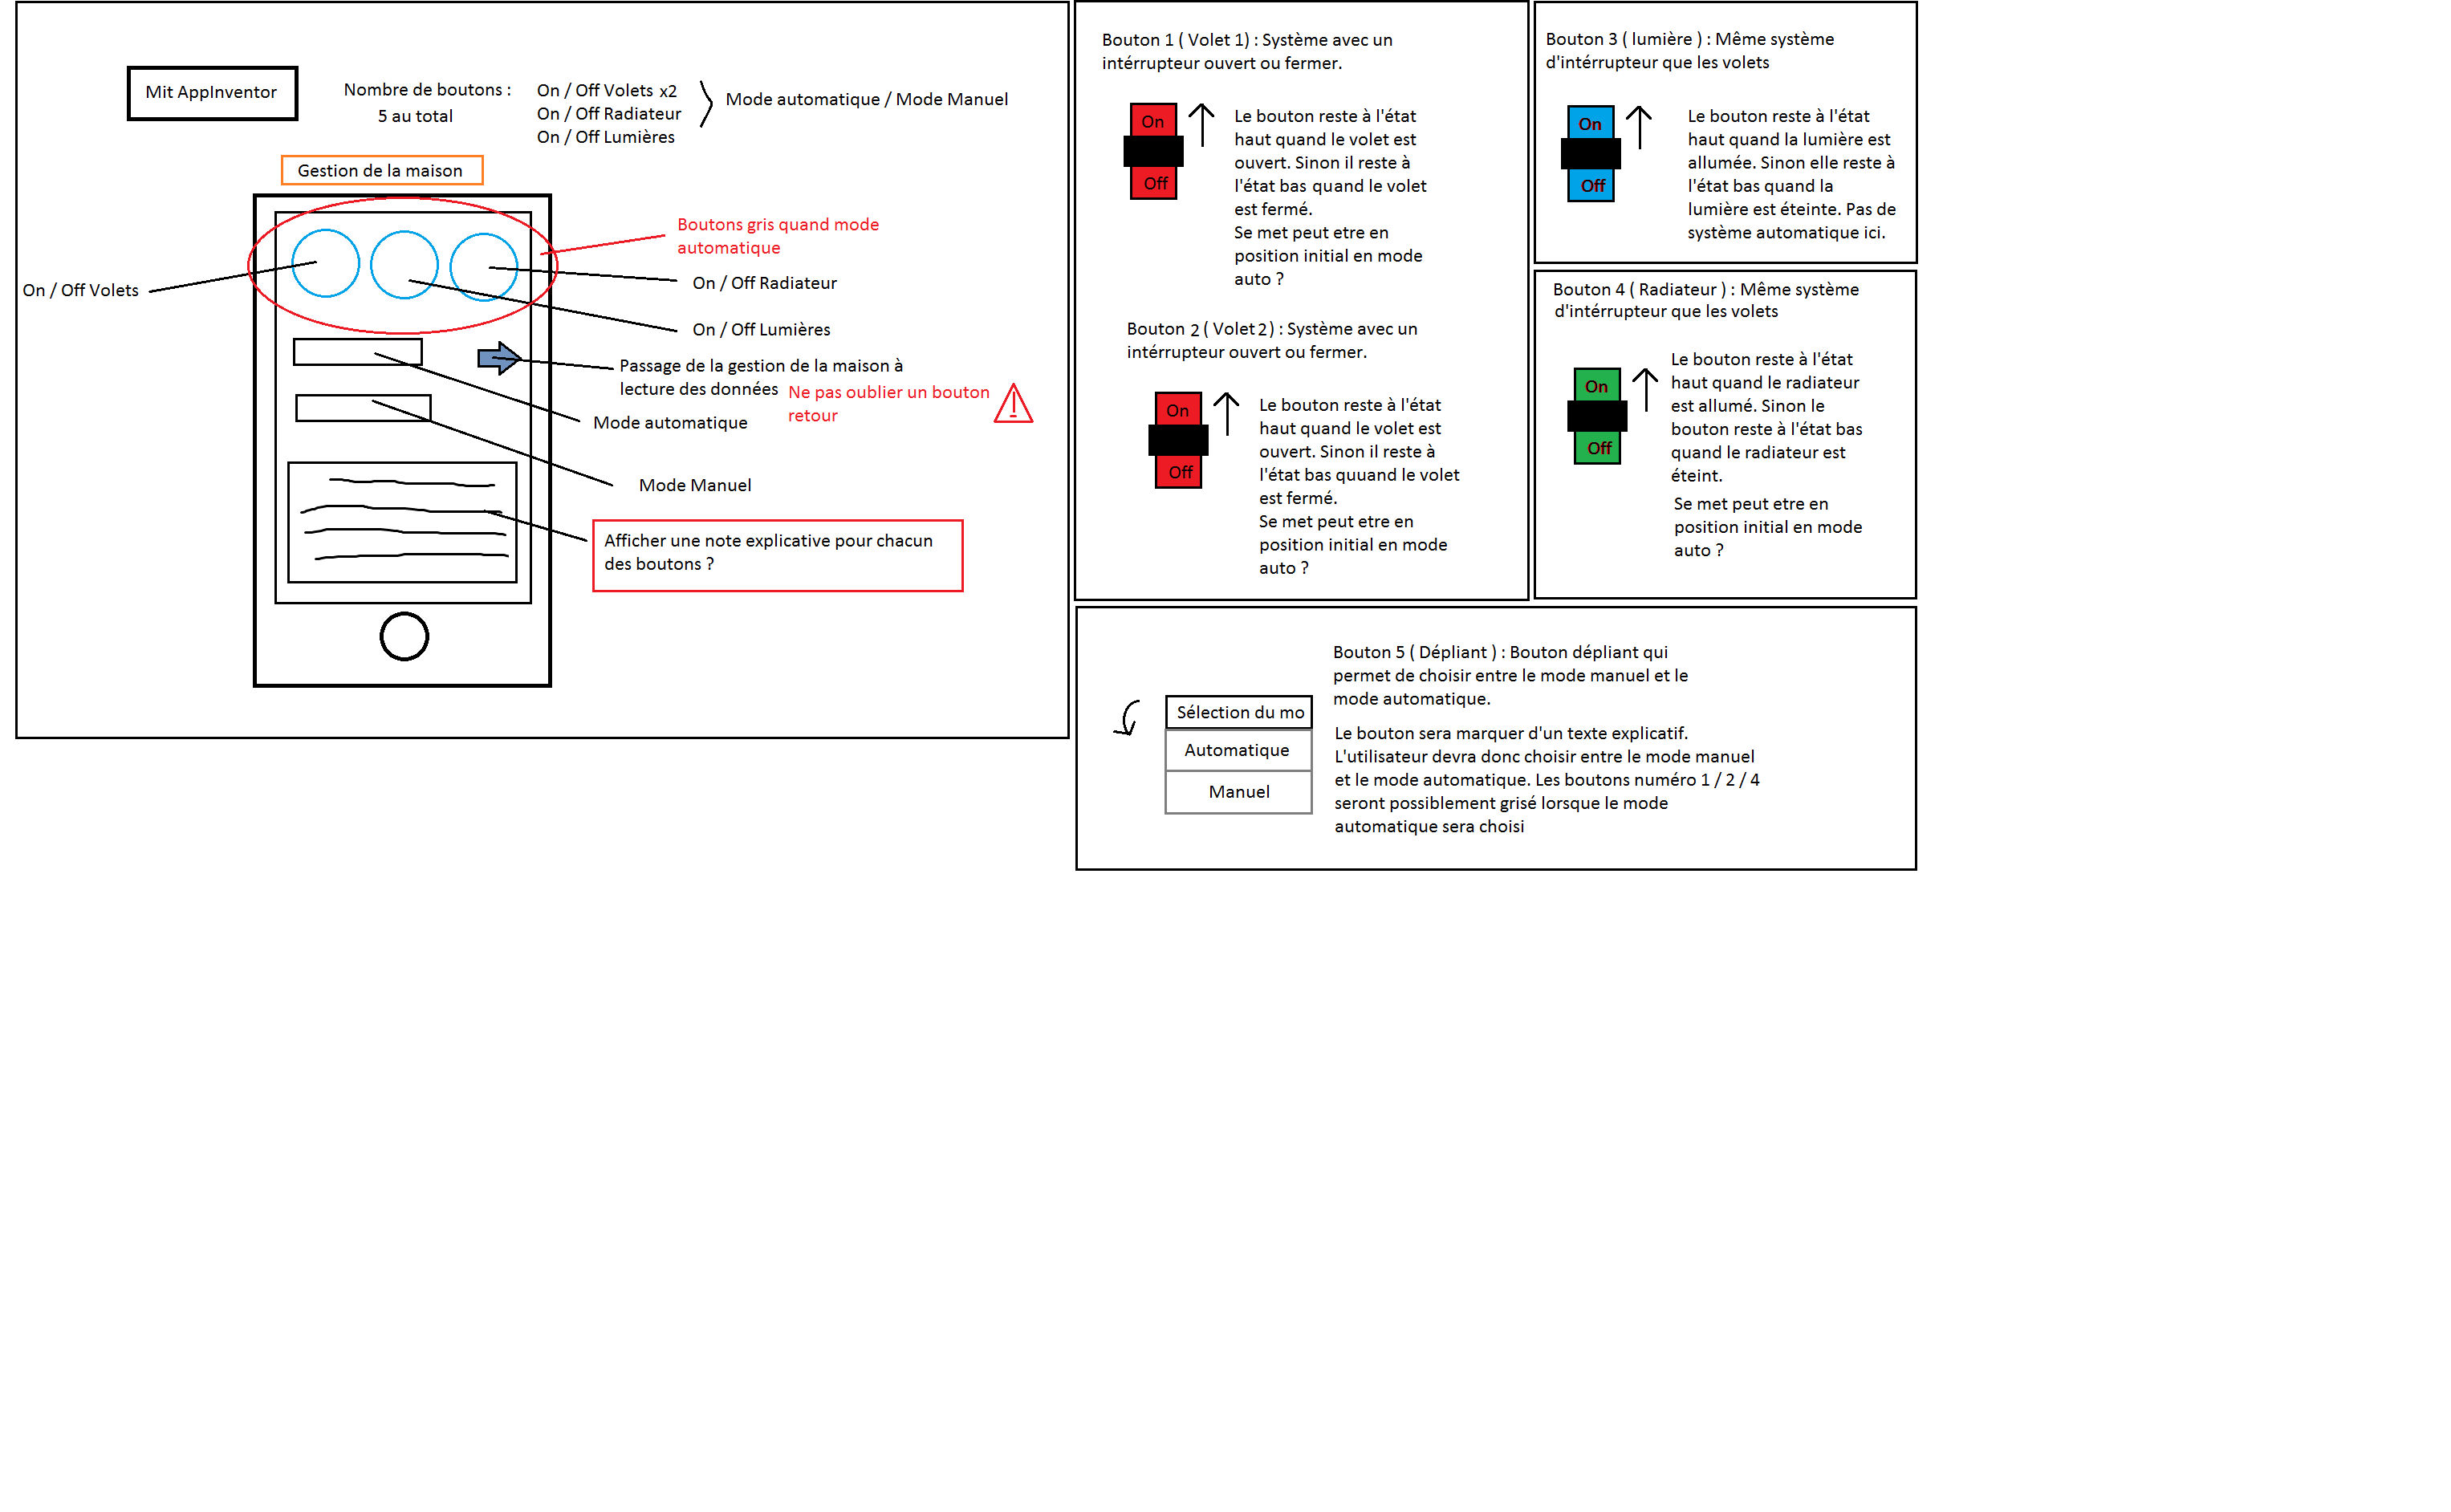 Mit AppInventor
Nombre de boutons :
5 au total
On / Off Volets x2
On / Off Radiateur
On / Off Lumières
Mode automatique / Mode Manuel
Gestion de la maison
Boutons gris quand mode
automatique
On / Off Volets
On / Off Radiateur
On / Off Lumières
Passage de la gestion de la maison à
lecture des données
Ne pas oublier un bouton
retour
!
Mode automatique
Mode Manuel
Afficher une note explicative pour chacun
des boutons ?
Bouton 1 ( Volet 1) : Système avec un
intérrupteur ouvert ou fermer.
On
Off
Le bouton reste à l'état
haut quand le volet est
ouvert. Sinon il reste à
l'état bas quand le volet
est fermé.
Se met peut etre en
position initial en mode
auto ?
Bouton 2 ( Volet 2) : Système avec un
intérrupteur ouvert ou fermer.
On
Off
Le bouton reste à l'état
haut quand le volet est
ouvert. Sinon il reste à
l'état bas quuand le volet
est fermé.
Se met peut etre en
position initial en mode
auto ?
Bouton 3 ( lumière ) : Même système
d'intérrupteur que les volets
On
Off
Le bouton reste à l'état
haut quand la lumière est
allumée. Sinon elle reste à
l'état bas quand la
lumière est éteinte. Pas de
système automatique ici.
Bouton 4 ( Radiateur ) : Même système
d'intérrupteur que les volets
On
Off
Le bouton reste à l'état
haut quand le radiateur
est allumé. Sinon le
bouton reste à l'état bas
quand le radiateur est
éteint.
Se met peut etre en
position initial en mode
auto ?
Bouton 5 ( Dépliant ) : Bouton dépliant qui
permet de choisir entre le mode manuel et le
mode automatique.
Sélection du mo
Automatique
Manuel
Le bouton sera marquer d'un texte explicatif.
L'utilisateur devra donc choisir entre le mode manuel
et le mode automatique. Les boutons numéro 1 / 2 / 4
seront possiblement grisé lorsque le mode
automatique sera choisi